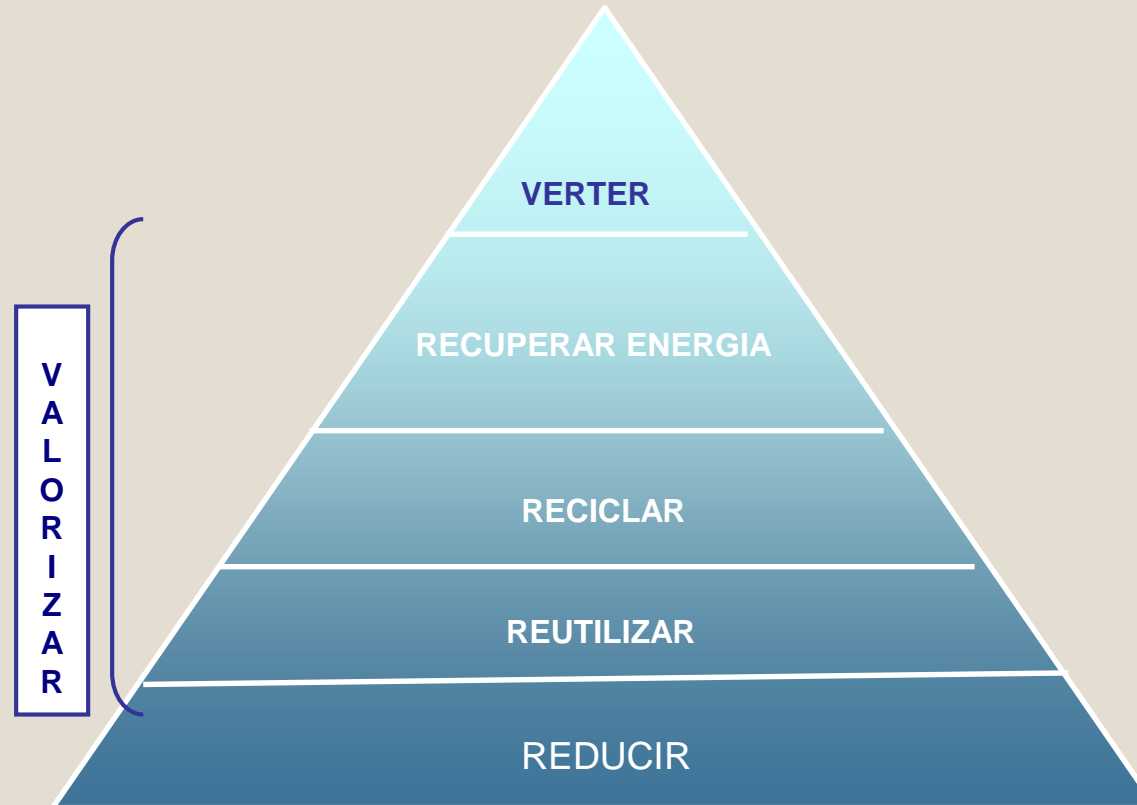 VERTER
RECUPERAR ENERGIA
VALORIZAR
RECICLAR
REUTILIZAR
REDUCIR